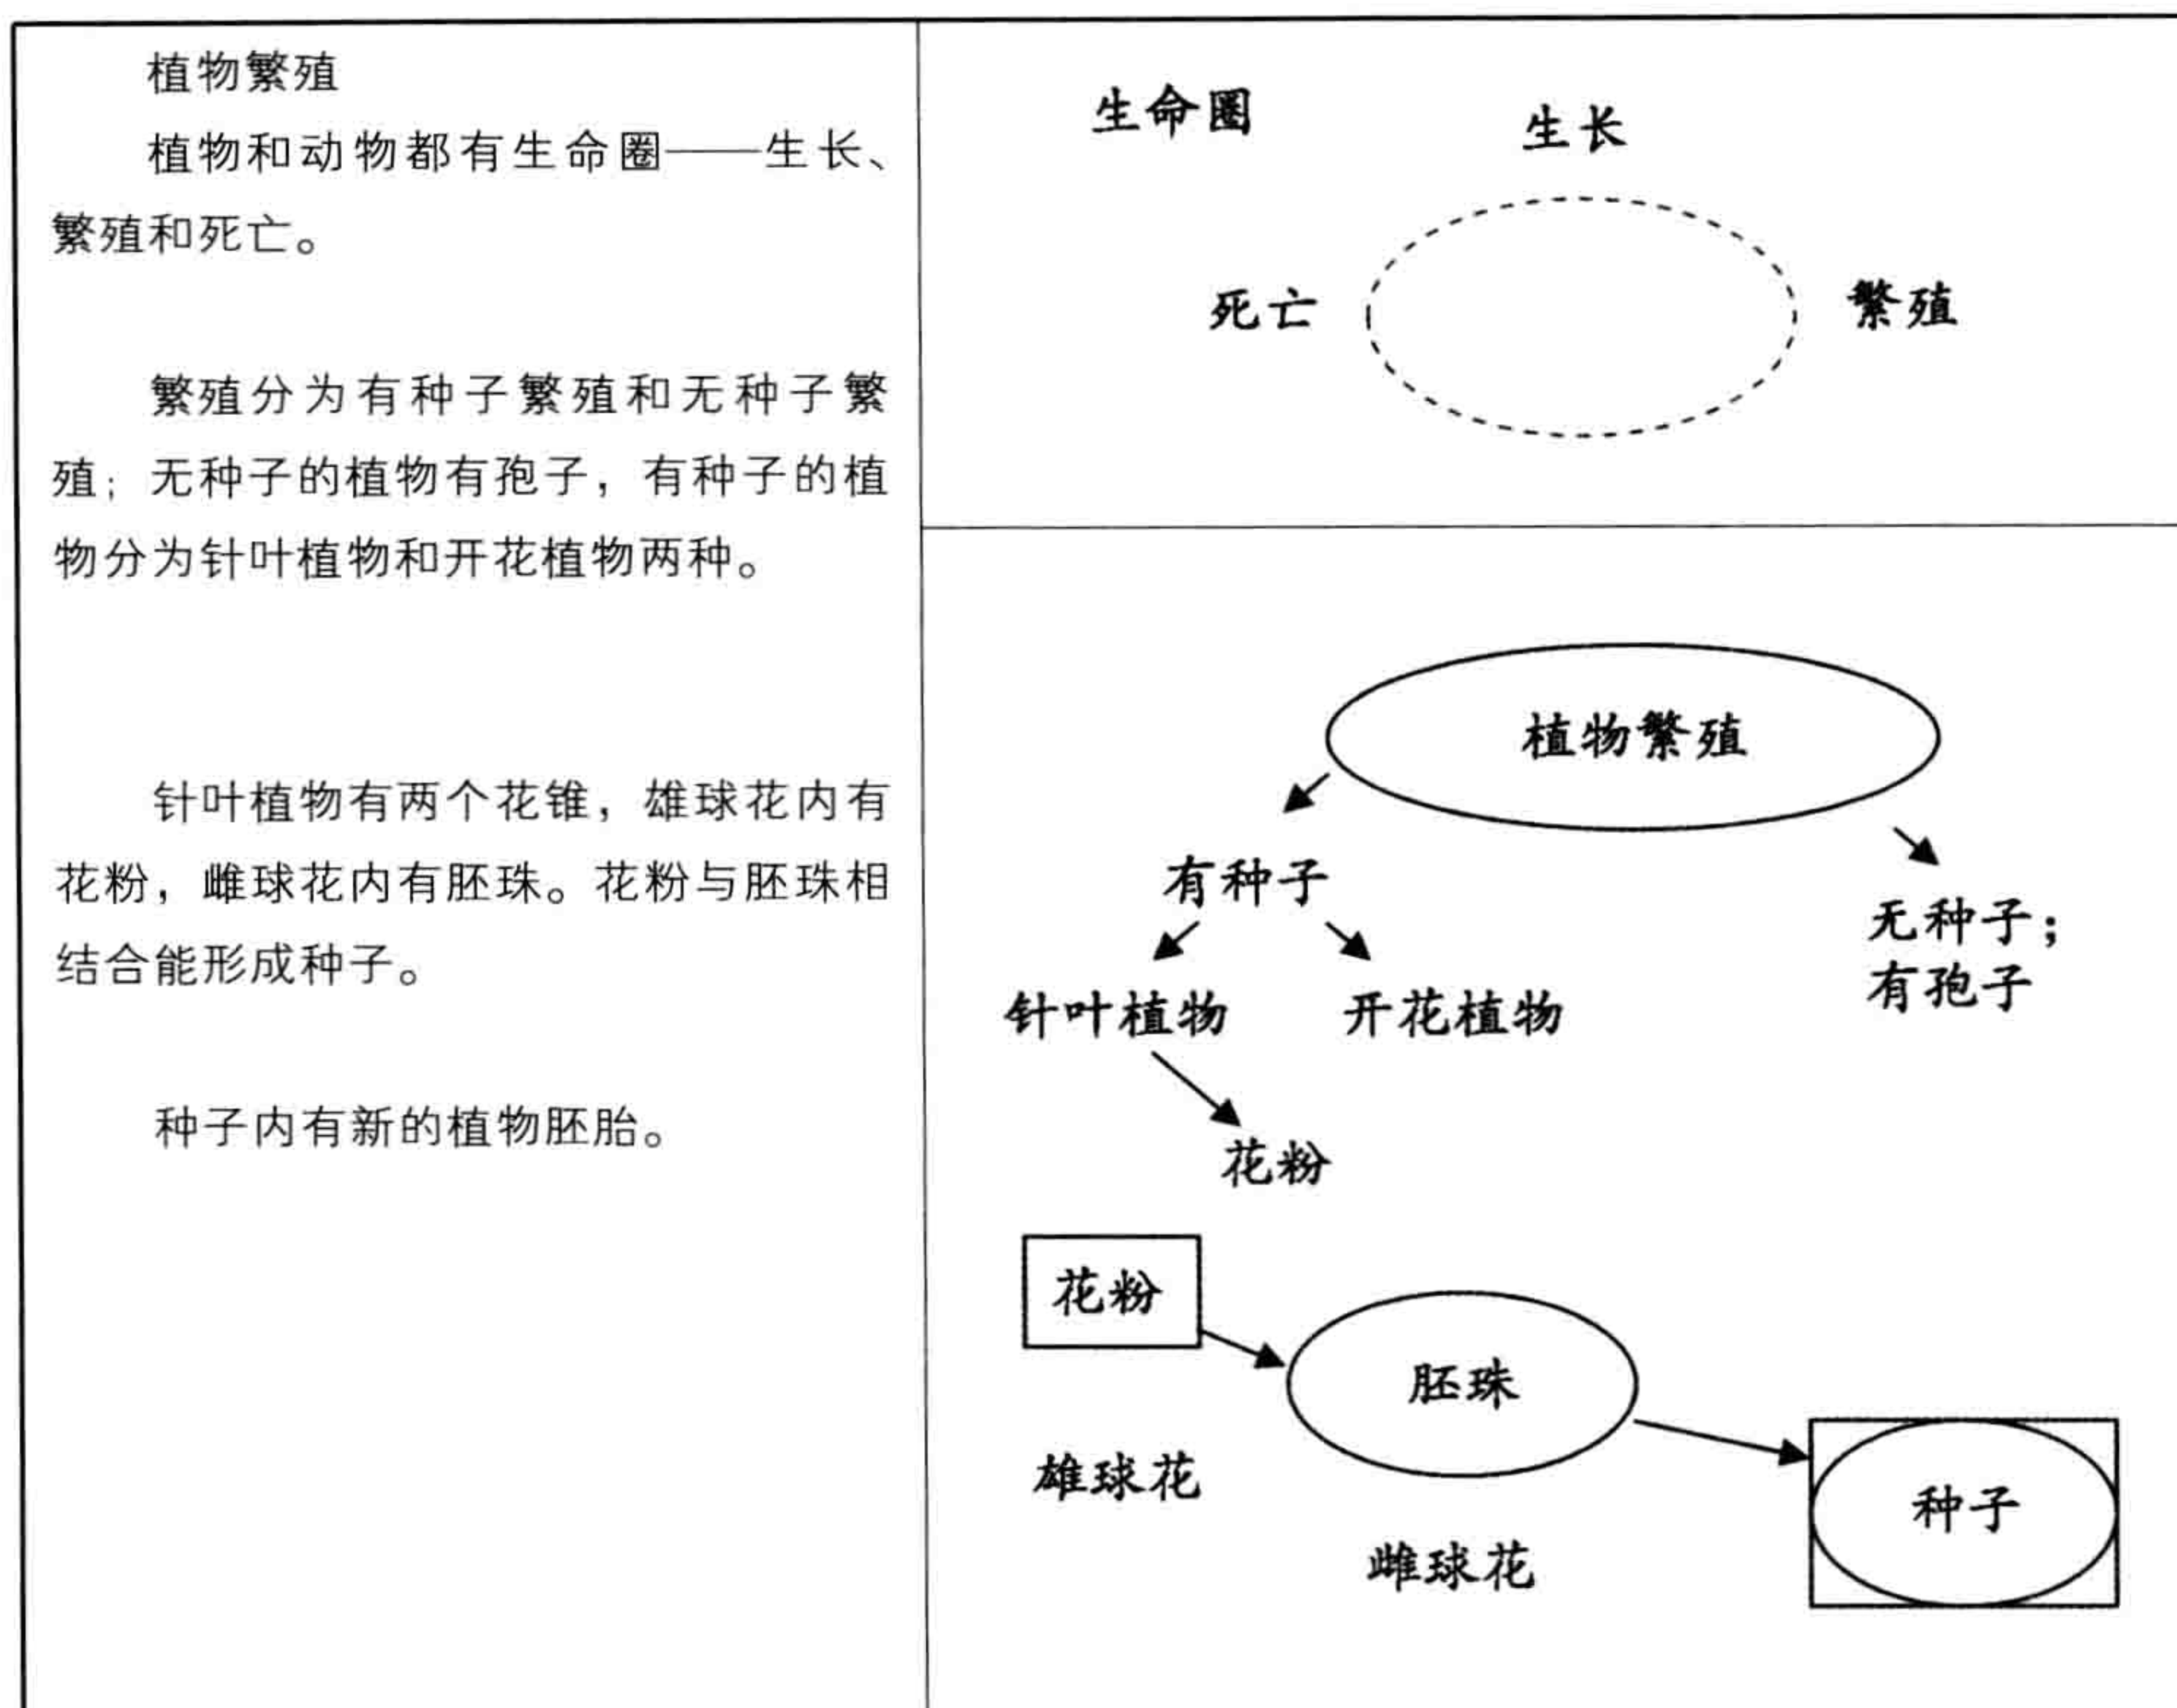 植物繁殖
植物和动物都有生命圈——生长、
繁殖和死亡。
繁殖分为有种子繁殖和无种子繁
殖；无种子的植物有孢子，有种子的植
物分为针叶植物和开花植物两种。
针叶植物有两个花锥，雄球花内有
花粉，雌球花内有胚珠。花粉与胚珠相
结合能形成种子。
种子内有新的植物胚胎。
生命圈
生长
死亡
繁殖
植物繁殖
有种子
无种子；
有孢子
针叶植物
开花植物
花粉
花粉
胚珠
雄球花
种子
雌球花